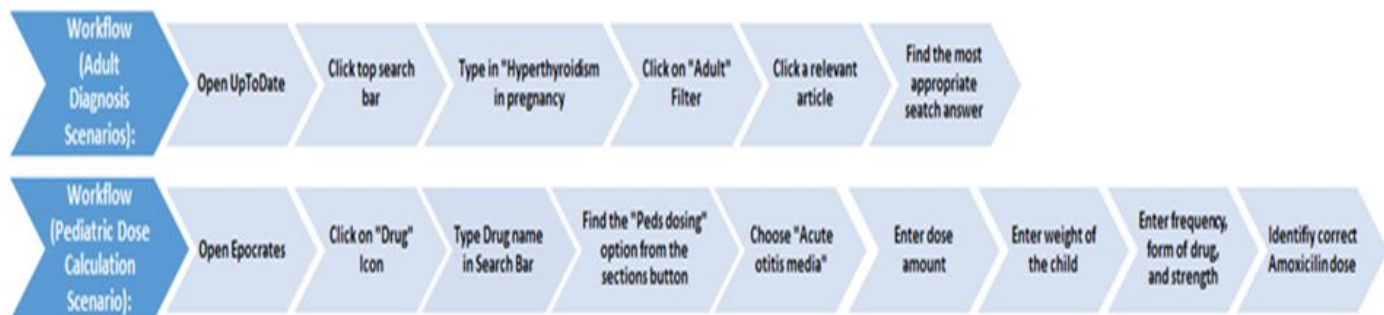 Workflow
(Adult
Diagnosis
Scenarios):
Open UpToDate
Click top search
bar
Type in "Hyperthyroidism
in pregnancy
Click on "Adult"
Filter
Click a relevant
article
Find the most
appropriate
seatch answer
Workflow
(Pediatric Dose
Calculation
Scenario):
Open Epocrates
Click on "Drug"
Icon
Type Drug name
in Search Bar
Find the "Peds dosing"
option from the
sections button
Choose "Acute
otitis media"
Enter dose
amount
Enter weight of
the child
Enter frequency,
form of drug,
and strength
Identifiy correct
Amoxicilin dose